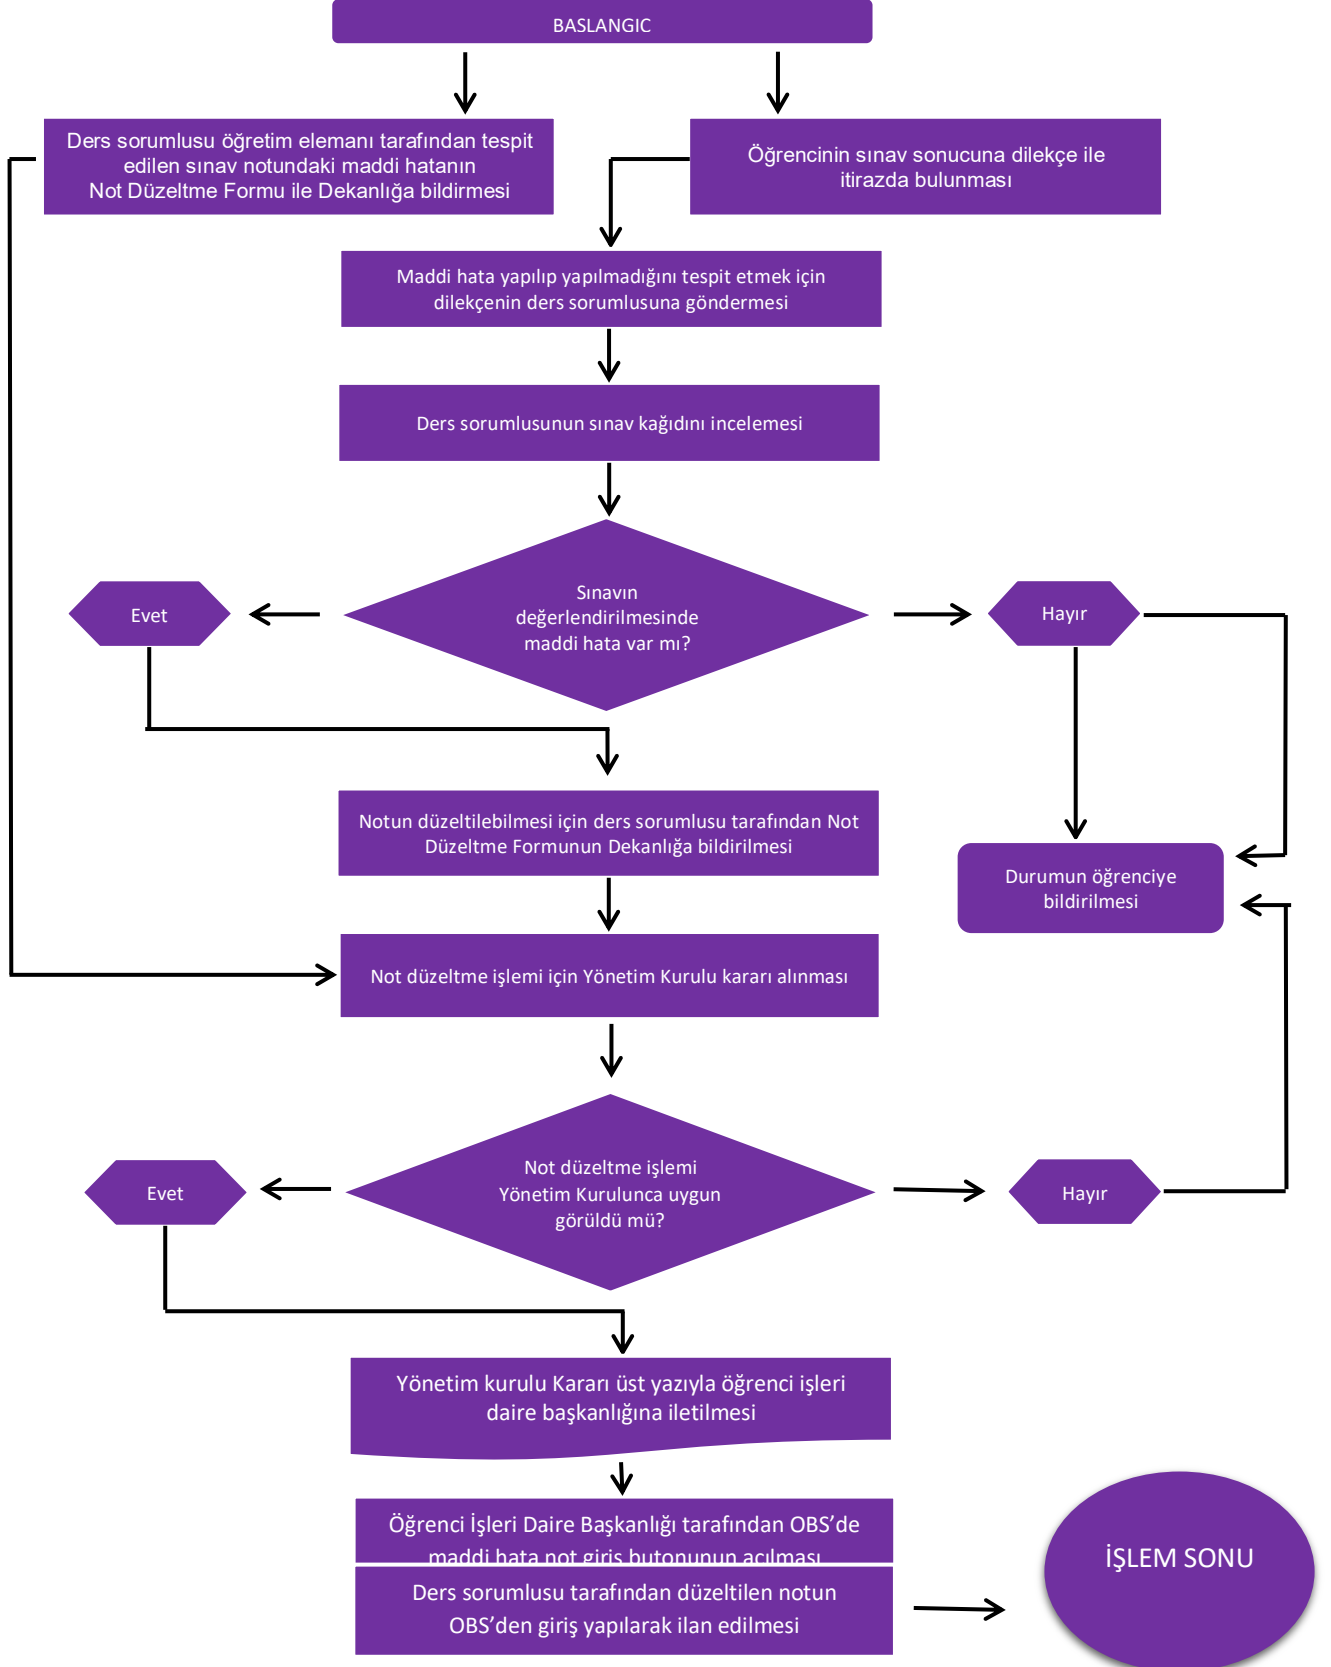 BASLANGIC
Ders sorumlusu öğretim elemanı tarafından tespit
edilen sınav notundaki maddi hatanın
Not Düzeltme Formu ile Dekanlığa bildirmesi
Öğrencinin sınav sonucuna dilekçe ile
itirazda bulunması
Maddi hata yapılıp yapılmadığını tespit etmek için
dilekçenin ders sorumlusuna göndermesi
Ders sorumlusunun sınav kağıdını incelemesi
Sınavın
değerlendirilmesinde
maddi hata var mı?
Evet
Hayır
Notun düzeltilebilmesi için ders sorumlusu tarafından Not
Düzeltme Formunun Dekanlığa bildirilmesi
Durumun öğrenciye
bildirilmesi
Not düzeltme işlemi için Yönetim Kurulu kararı alınması
Not düzeltme işlemi
Yönetim Kurulunca uygun
görüldü mü?
Evet
Hayır
Yönetim kurulu Kararı üst yazıyla öğrenci işleri
daire başkanlığına iletilmesi
Öğrenci İşleri Daire Başkanlığı tarafından OBS’de
maddi hata not giriş butonunun açılması
Ders sorumlusu tarafından düzeltilen notun
OBS’den giriş yapılarak ilan edilmesi
İŞLEM SONU